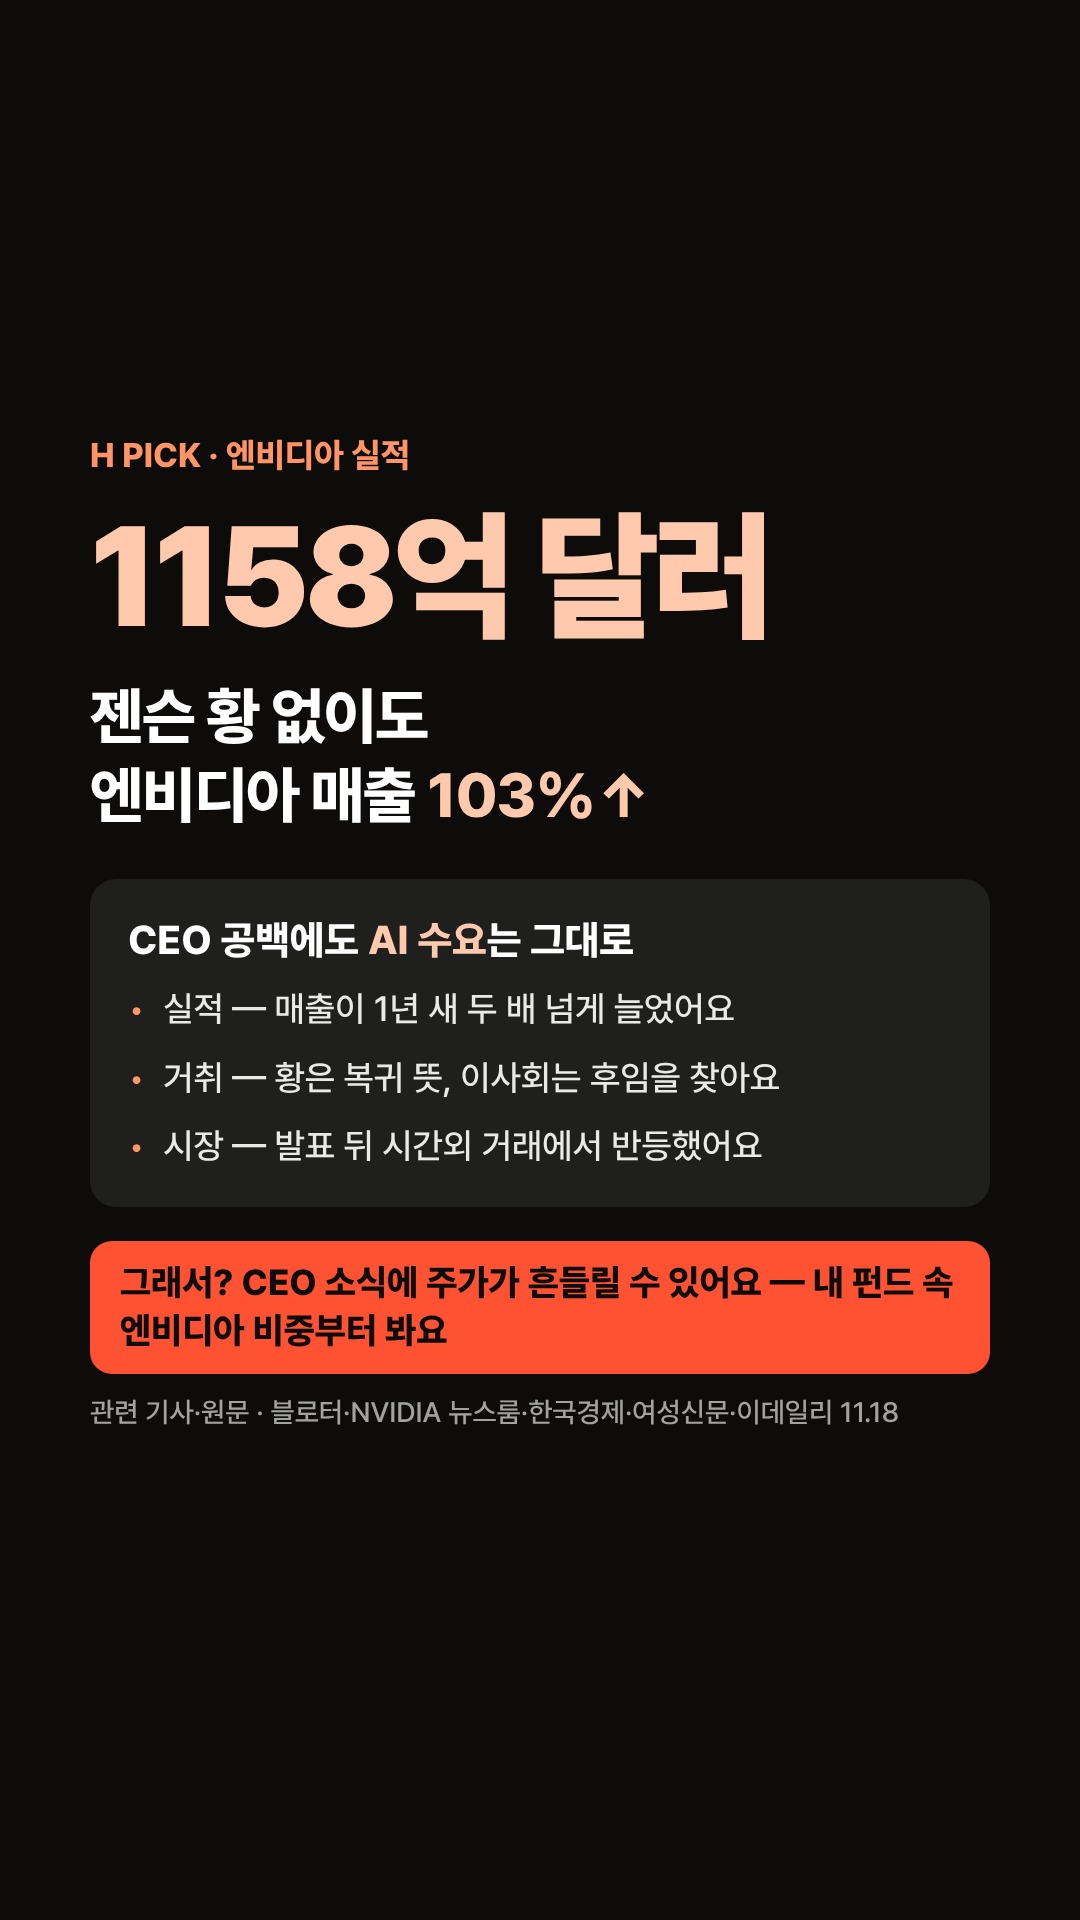 H PICK · 엔비디아 실적
1158억 달러
젠슨 황 없이도
엔비디아 매출 103%↑
CEO 공백에도 AI 수요는 그대로
• 실적 — 매출이 1년 새 두 배 넘게 늘었어요
• 거취 — 황은 복귀 뜻, 이사회는 후임을 찾아요
• 시장 — 발표 뒤 시간외 거래에서 반등했어요
그래서? CEO 소식에 주가가 흔들릴 수 있어요 — 내 펀드 속
엔비디아 비중부터 봐요
관련 기사·원문 · 블로터·NVIDIA 뉴스룸·한국경제·여성신문·이데일리 11.18